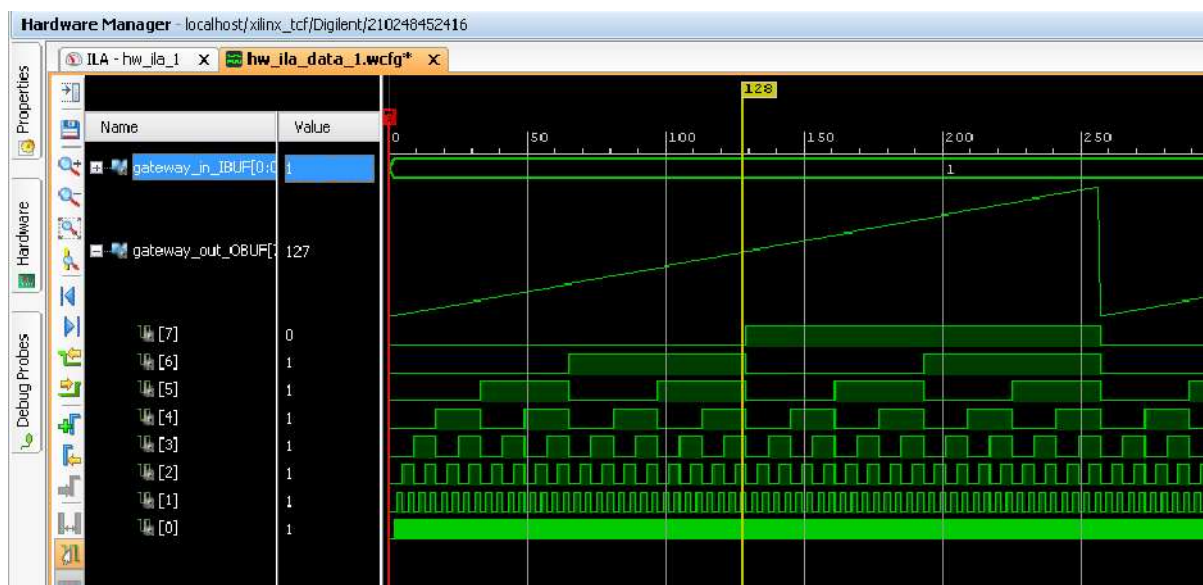 Hardware Manager - localhost/xilinx_tcf/Digilent/210248452416
ILA - hw_ila_1 X hw_ila_data_1.wcfg* X
Properties
Hardware
Debug Probes
128
Name Value
0 50 100 150 200 250
gateway_in_IBUF[0:0 1 1
gateway_out_OBUF[7 127
[7] 0
[6] 1
[5] 1
[4] 1
[3] 1
[2] 1
[1] 1
[0] 1